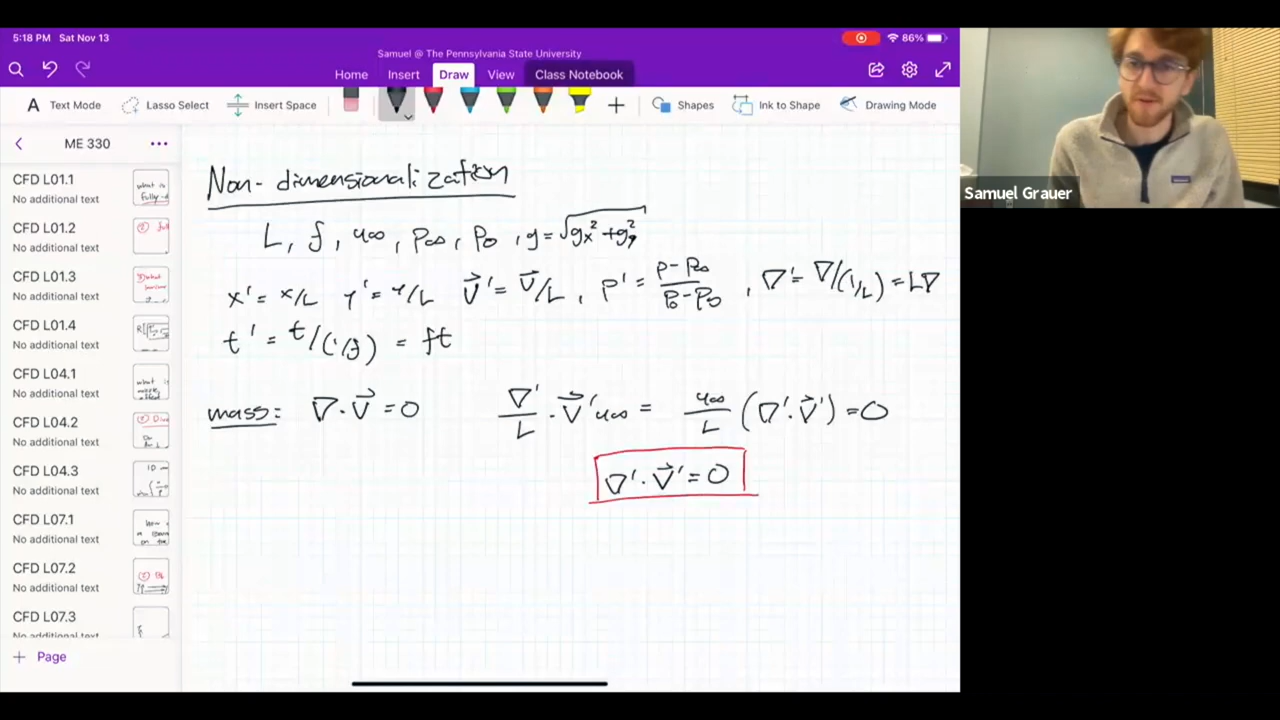 5:18 PM Sat Nov 13
86%
Samuel @ The Pennsylvania State University
Home Insert Draw View Class Notebook
A Text Mode Lasso Select Insert Space + Shapes Ink to Shape Drawing Mode
ME 330
CFD L01.1
No additional text
CFD L01.2
No additional text
CFD L01.3
No additional text
CFD L01.4
No additional text
CFD L04.1
No additional text
CFD L04.2
No additional text
CFD L04.3
No additional text
CFD L07.1
No additional text
CFD L07.2
No additional text
CFD L07.3
No additional text
+ Page
Non-dimensionalization
L, f, u∞, p∞, p₀, g = √(gₓ² + g_y²)
x' = x/L y' = y/L V⃗' = V⃗/L, p' = (p - p∞)/(p₀ - p∞), ∇' = ∇/(1/L) = L∇
t' = t/(1/f) = ft
mass: ∇·V⃗ = 0 ∇'/L · V⃗'u∞ = u∞/L (∇'·V⃗') = 0
∇'·V⃗' = 0
Samuel Grauer